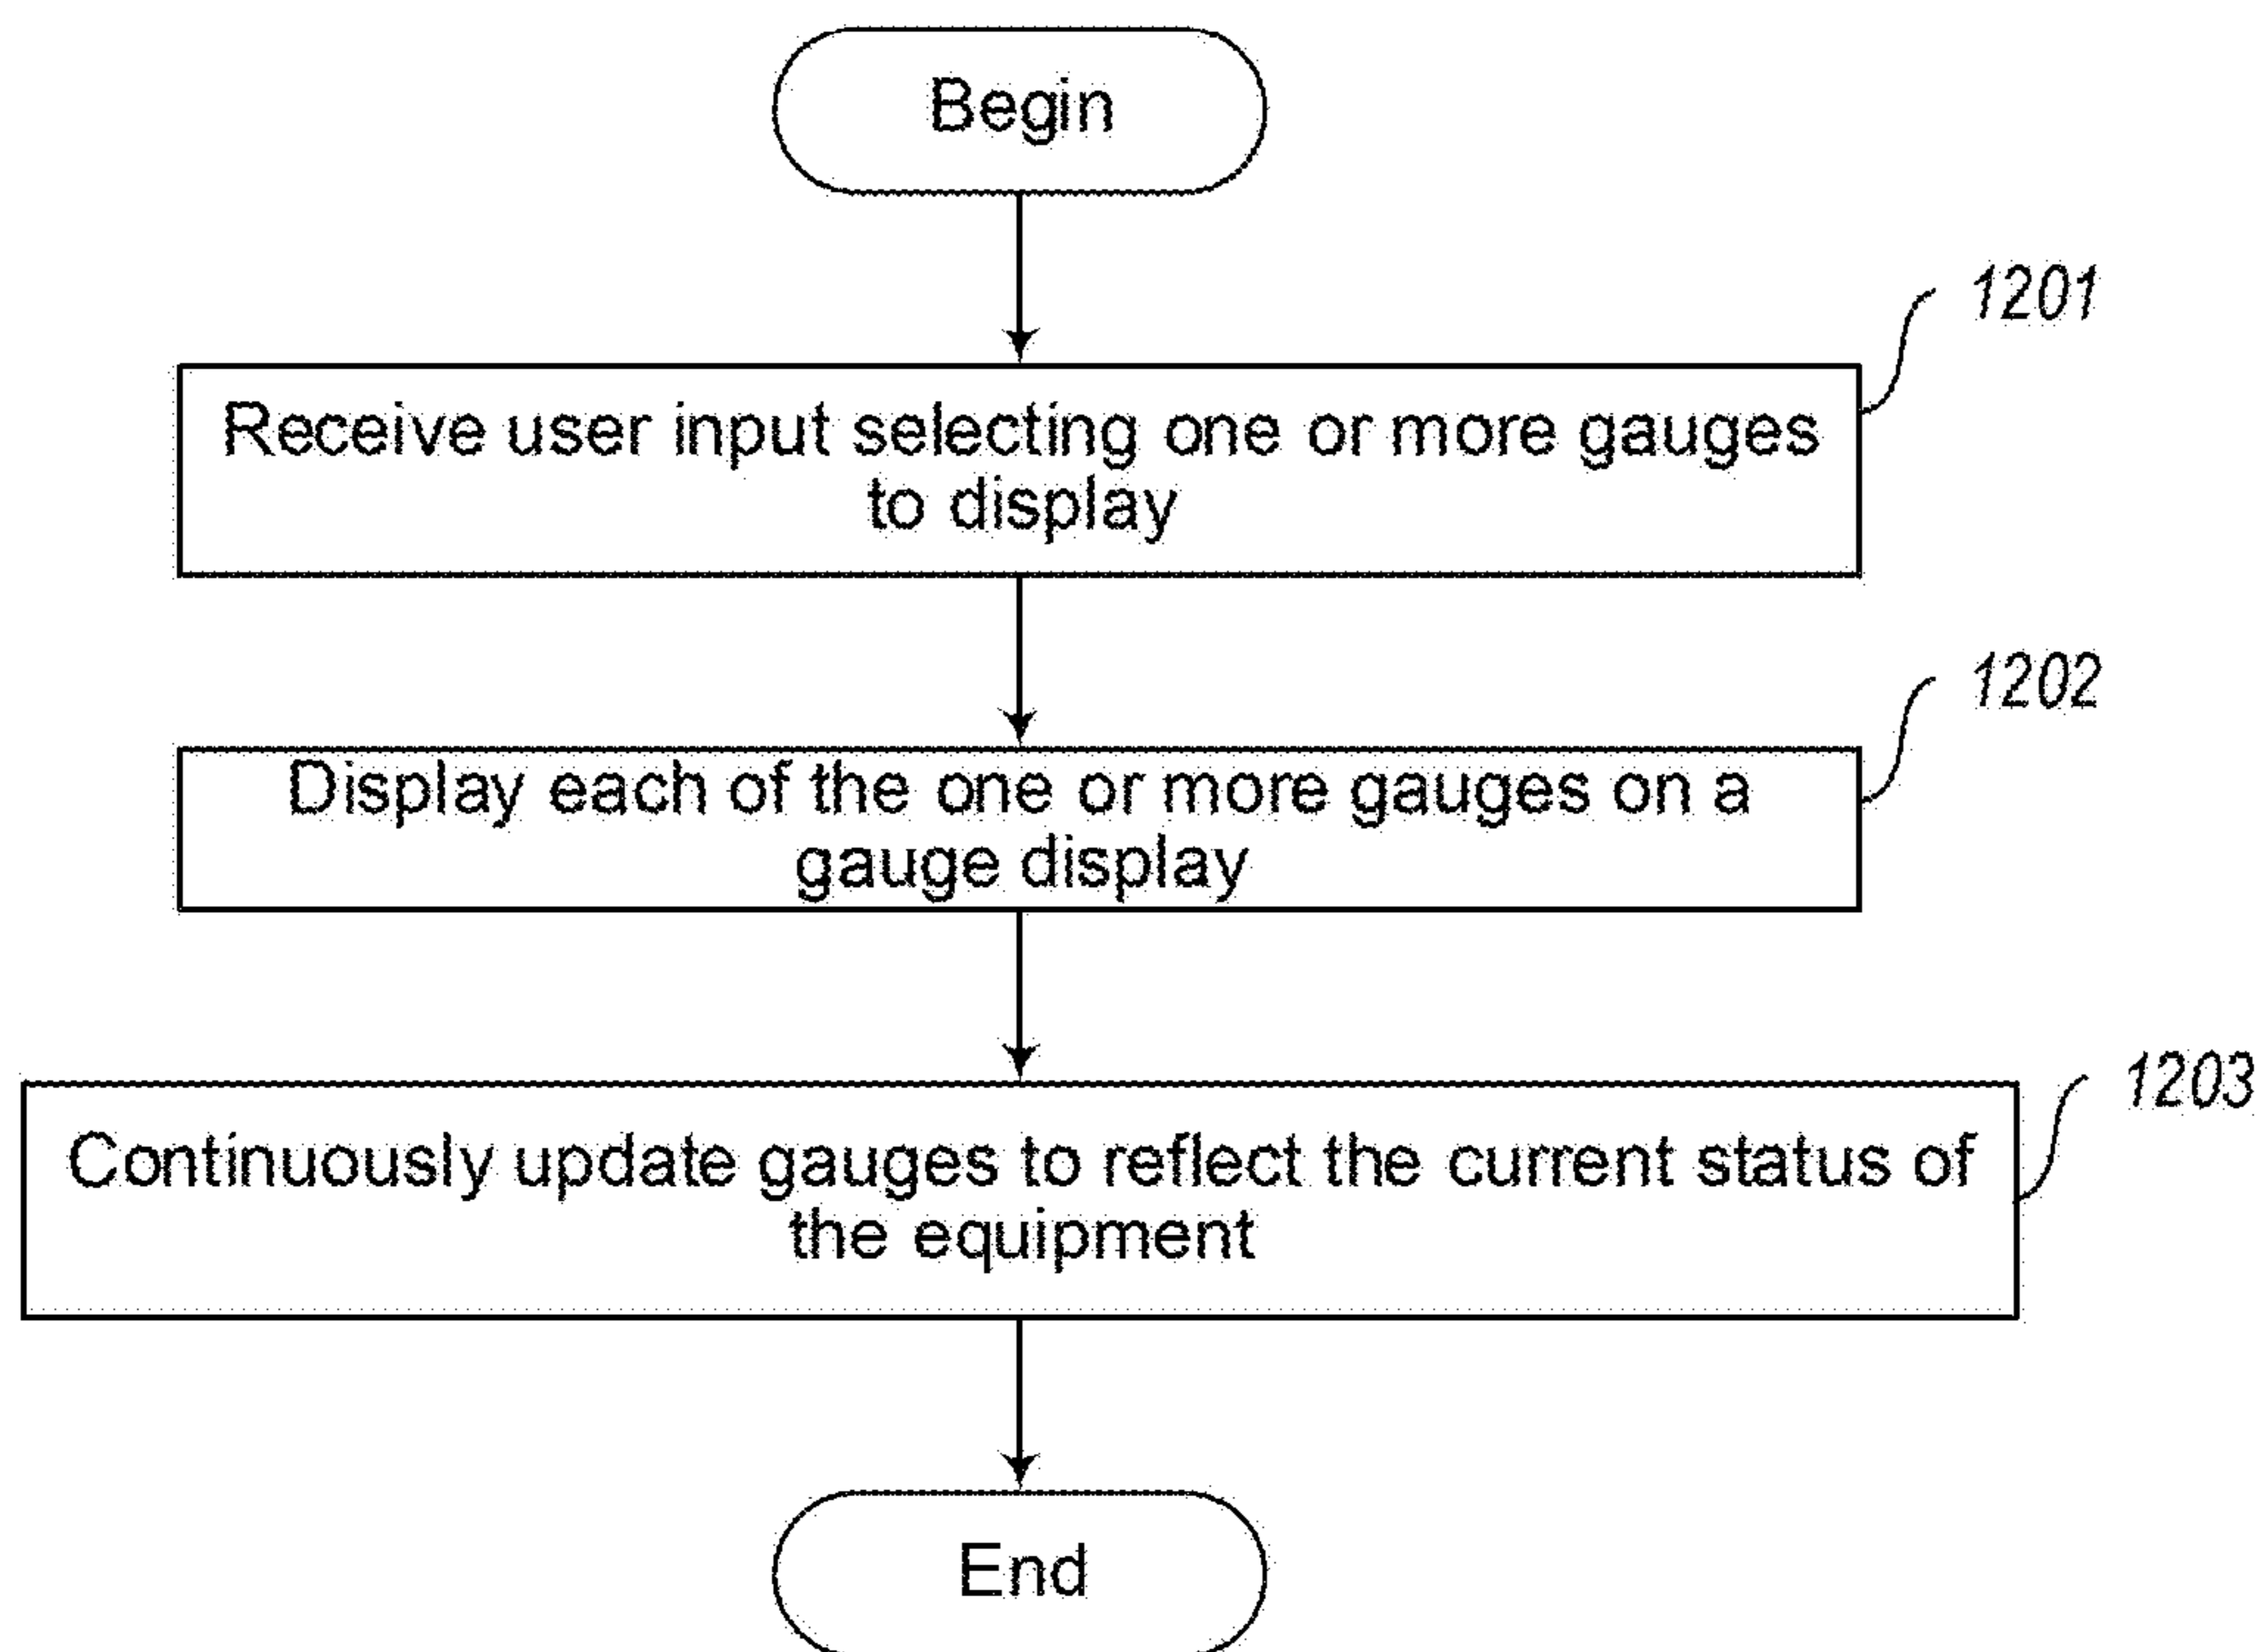 Begin
1201
Receive user input selecting one or more gauges
to display
1202
Display each of the one or more gauges on a
gauge display
1203
Continuously update gauges to reflect the current status of
the equipment
End